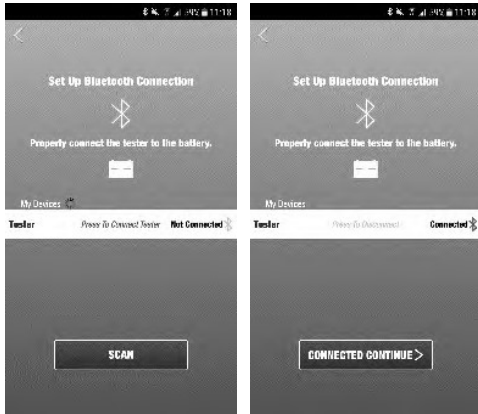 11:18
Set Up Bluetooth Connection
Properly connect the tester to the battery.
My Devices
Tester Press To Connect Tester Not Connected
SCAN
11:18
Set Up Bluetooth Connection
Properly connect the tester to the battery.
My Devices
Tester Press To Disconnect Connected
CONNECTED CONTINUE >